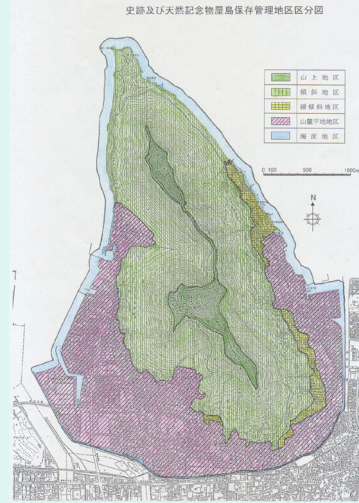 史跡及び天然記念物屋島保存管理地区区分図
山上地区
傾斜地区
緩傾斜地区
山麓平地地区
海岸地区
0 100 500 1000m
N